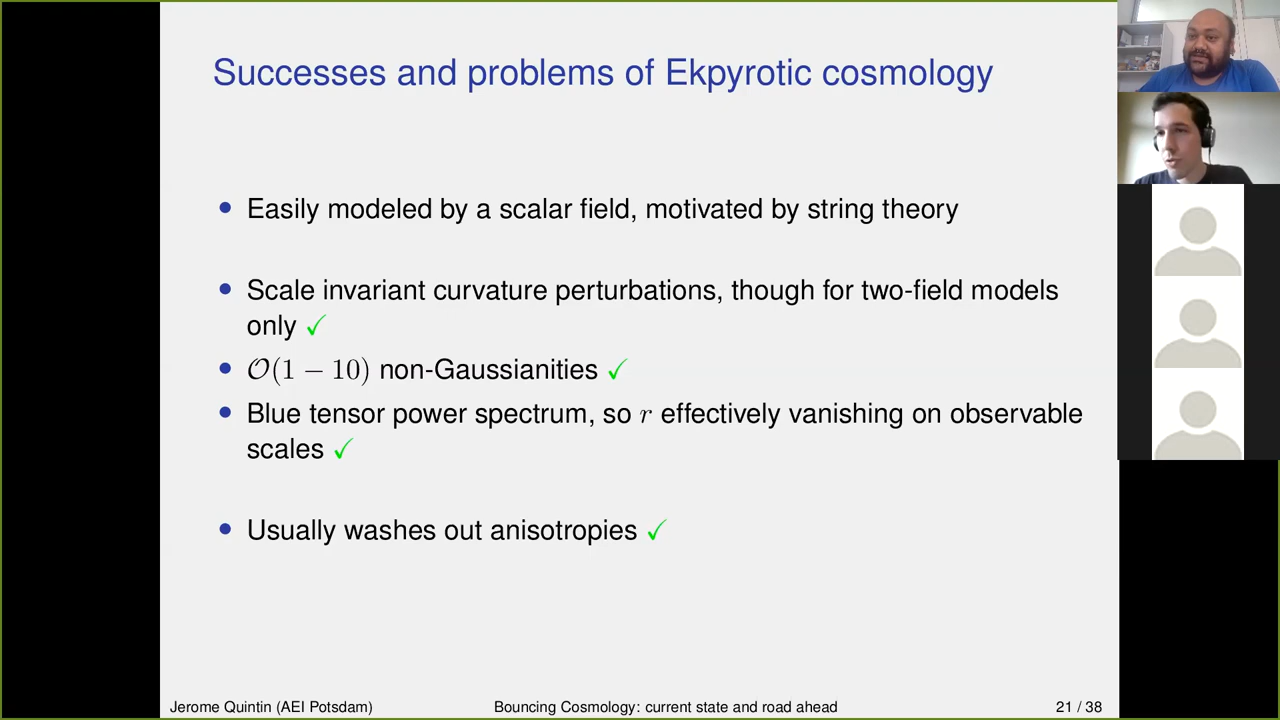 Successes and problems of Ekpyrotic cosmology
• Easily modeled by a scalar field, motivated by string theory
• Scale invariant curvature perturbations, though for two-field models
only ✓
• 𝒪(1 − 10) non-Gaussianities ✓
• Blue tensor power spectrum, so r effectively vanishing on observable
scales ✓
• Usually washes out anisotropies ✓
Jerome Quintin (AEI Potsdam) Bouncing Cosmology: current state and road ahead 21 / 38